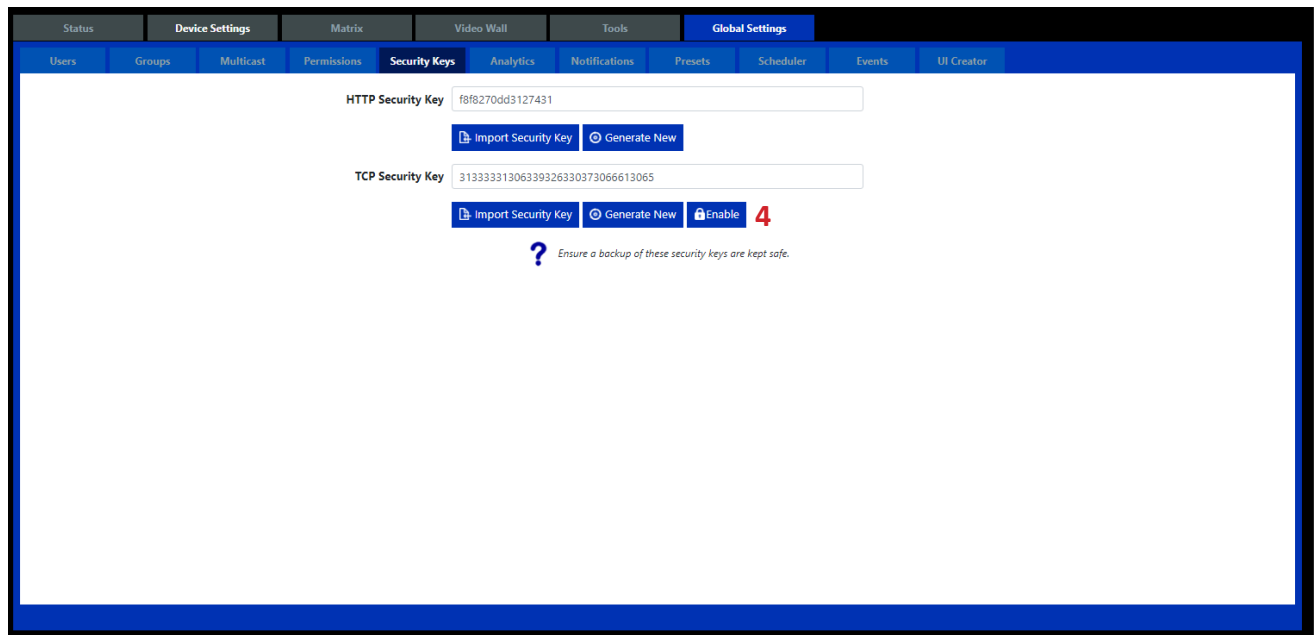 Status Device Settings Matrix Video Wall Tools Global Settings
Users Groups Multicast Permissions Security Keys Analytics Notifications Presets Scheduler Events UI Creator
HTTP Security Key f8f8270dd3127431
Import Security Key Generate New
TCP Security Key 31333331306339326330373066613065
Import Security Key Generate New Enable 4
? Ensure a backup of these security keys are kept safe.